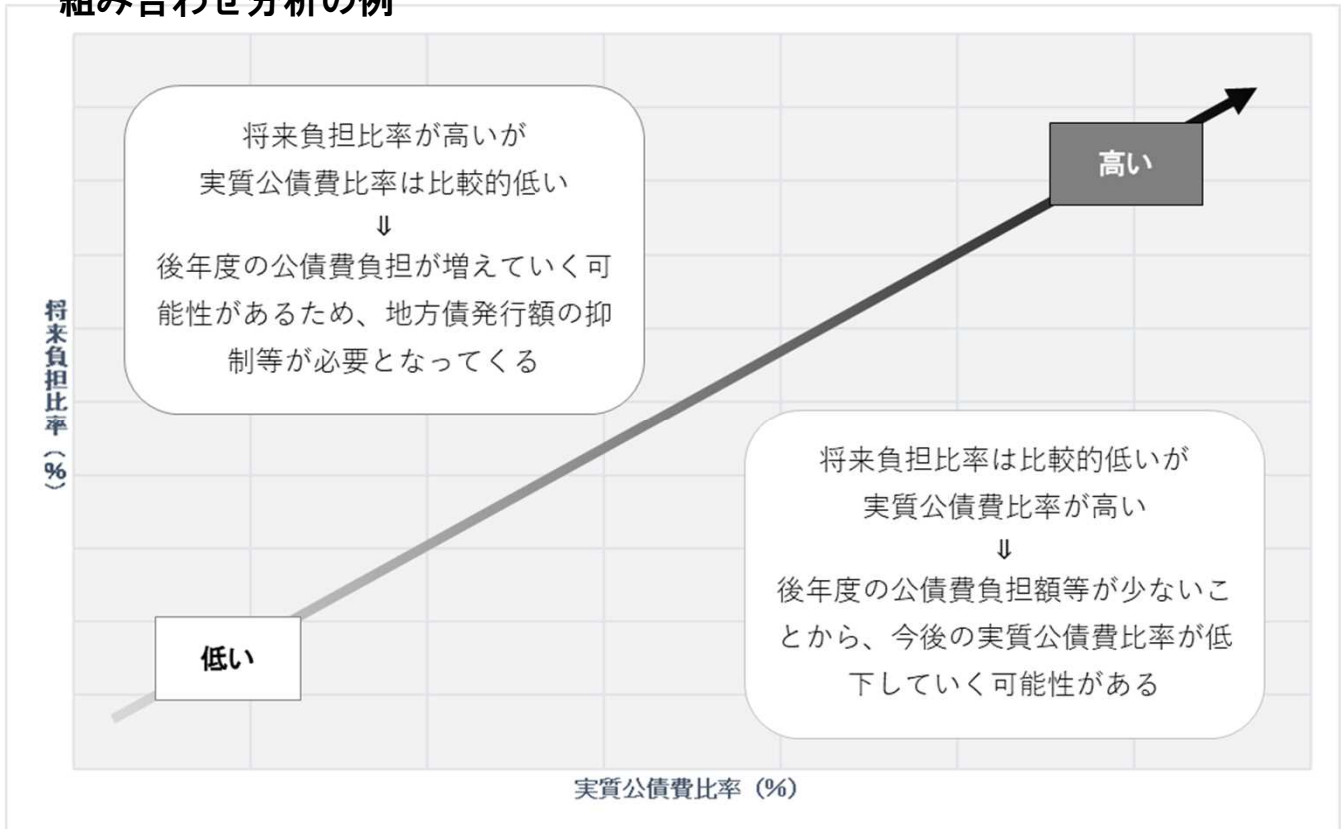 組み合わせ分析の例
将来負担比率が高いが
実質公債費比率は比較的低い
⇓
後年度の公債費負担が増えていく可
能性があるため、地方債発行額の抑
制等が必要となってくる
高い
将来負担比率（%）
将来負担比率は比較的低いが
実質公債費比率が高い
⇓
後年度の公債費負担額等が少ないこ
とから、今後の実質公債費比率が低
下していく可能性がある
低い
実質公債費比率（%）